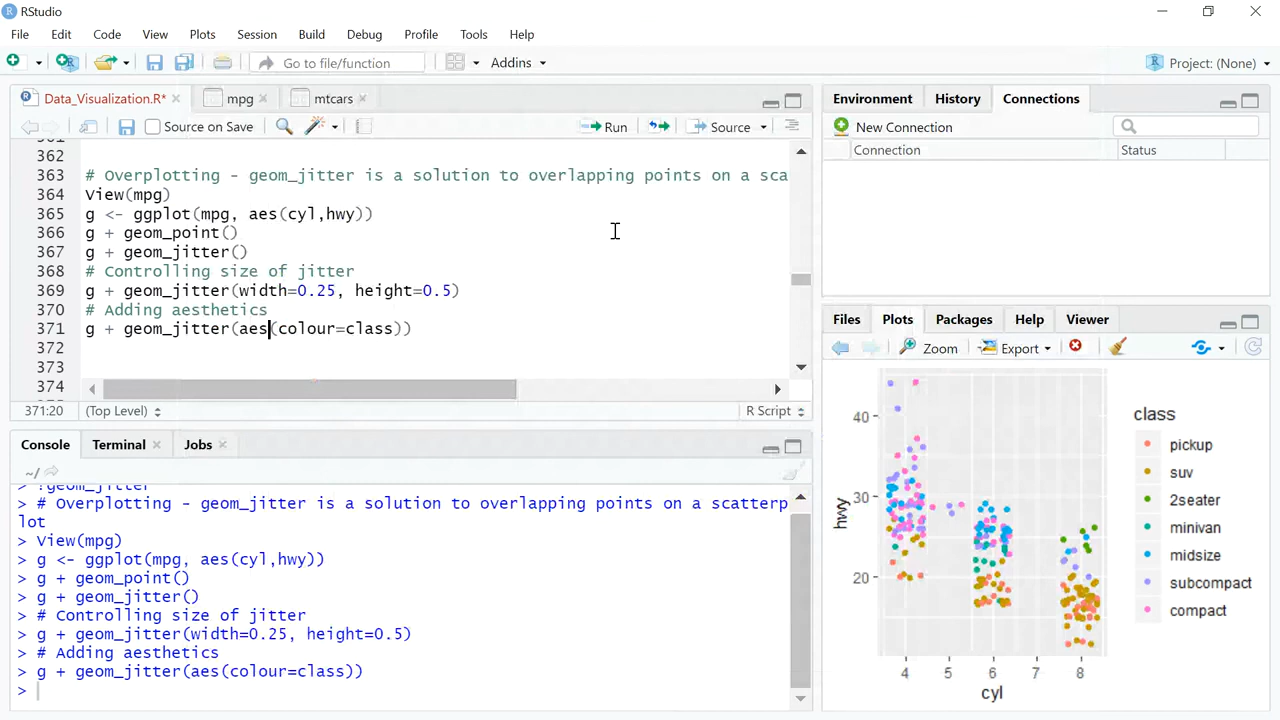 RStudio
File Edit Code View Plots Session Build Debug Profile Tools Help
Go to file/function Addins Project: (None)
Data_Visualization.R* mpg mtcars
Source on Save Run Source
362
363 # Overplotting - geom_jitter is a solution to overlapping points on a sca
364 View(mpg)
365 g <- ggplot(mpg, aes(cyl,hwy))
366 g + geom_point()
367 g + geom_jitter()
368 # Controlling size of jitter
369 g + geom_jitter(width=0.25, height=0.5)
370 # Adding aesthetics
371 g + geom_jitter(aes(colour=class))
372
373
374
371:20 (Top Level) R Script
Console Terminal Jobs
~/
> ?geom_jitter
> # Overplotting - geom_jitter is a solution to overlapping points on a scatterp
lot
> View(mpg)
> g <- ggplot(mpg, aes(cyl,hwy))
> g + geom_point()
> g + geom_jitter()
> # Controlling size of jitter
> g + geom_jitter(width=0.25, height=0.5)
> # Adding aesthetics
> g + geom_jitter(aes(colour=class))
>
Environment History Connections
New Connection
Connection Status
Files Plots Packages Help Viewer
Zoom Export
40
30
20
hwy
4 5 6 7 8
cyl
class
pickup
suv
2seater
minivan
midsize
subcompact
compact